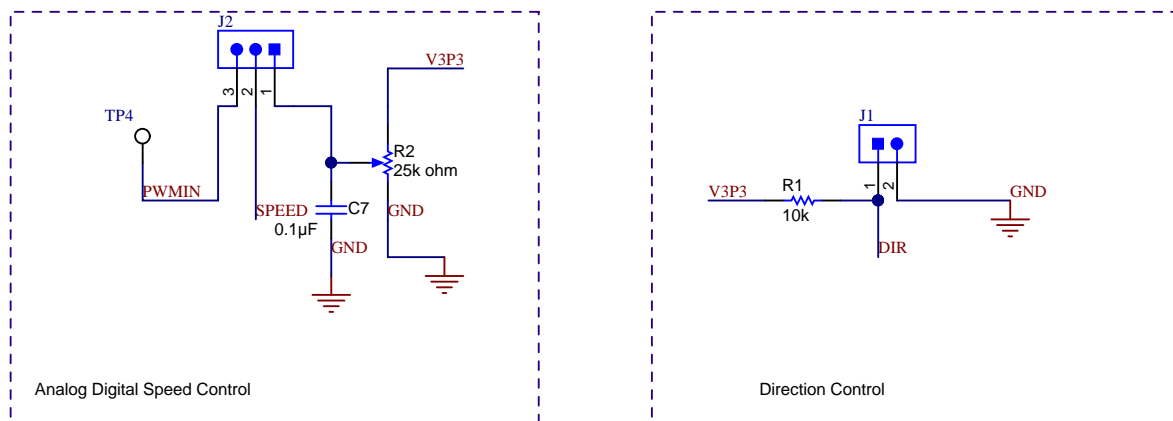 J2
V3P3
3
2
1
TP4
R2
25k ohm
PWMIN
SPEED
C7
0.1µF
GND
GND
Analog Digital Speed Control
J1
V3P3
R1
10k
1
2
GND
DIR
Direction Control